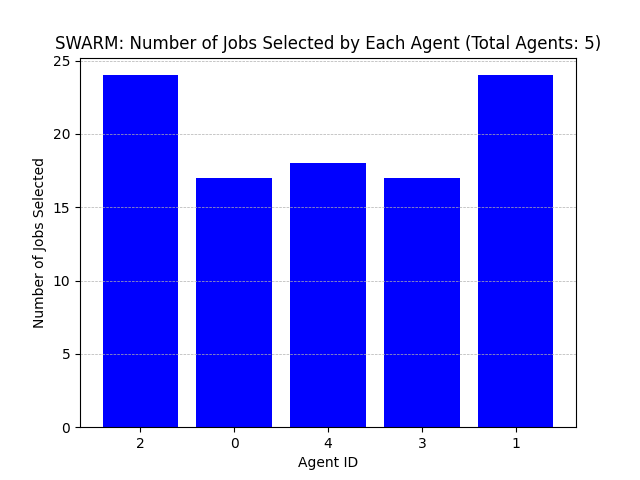 SWARM: Number of Jobs Selected by Each Agent (Total Agents: 5)
25
20
15
10
5
0
Number of Jobs Selected
2 0 4 3 1
Agent ID